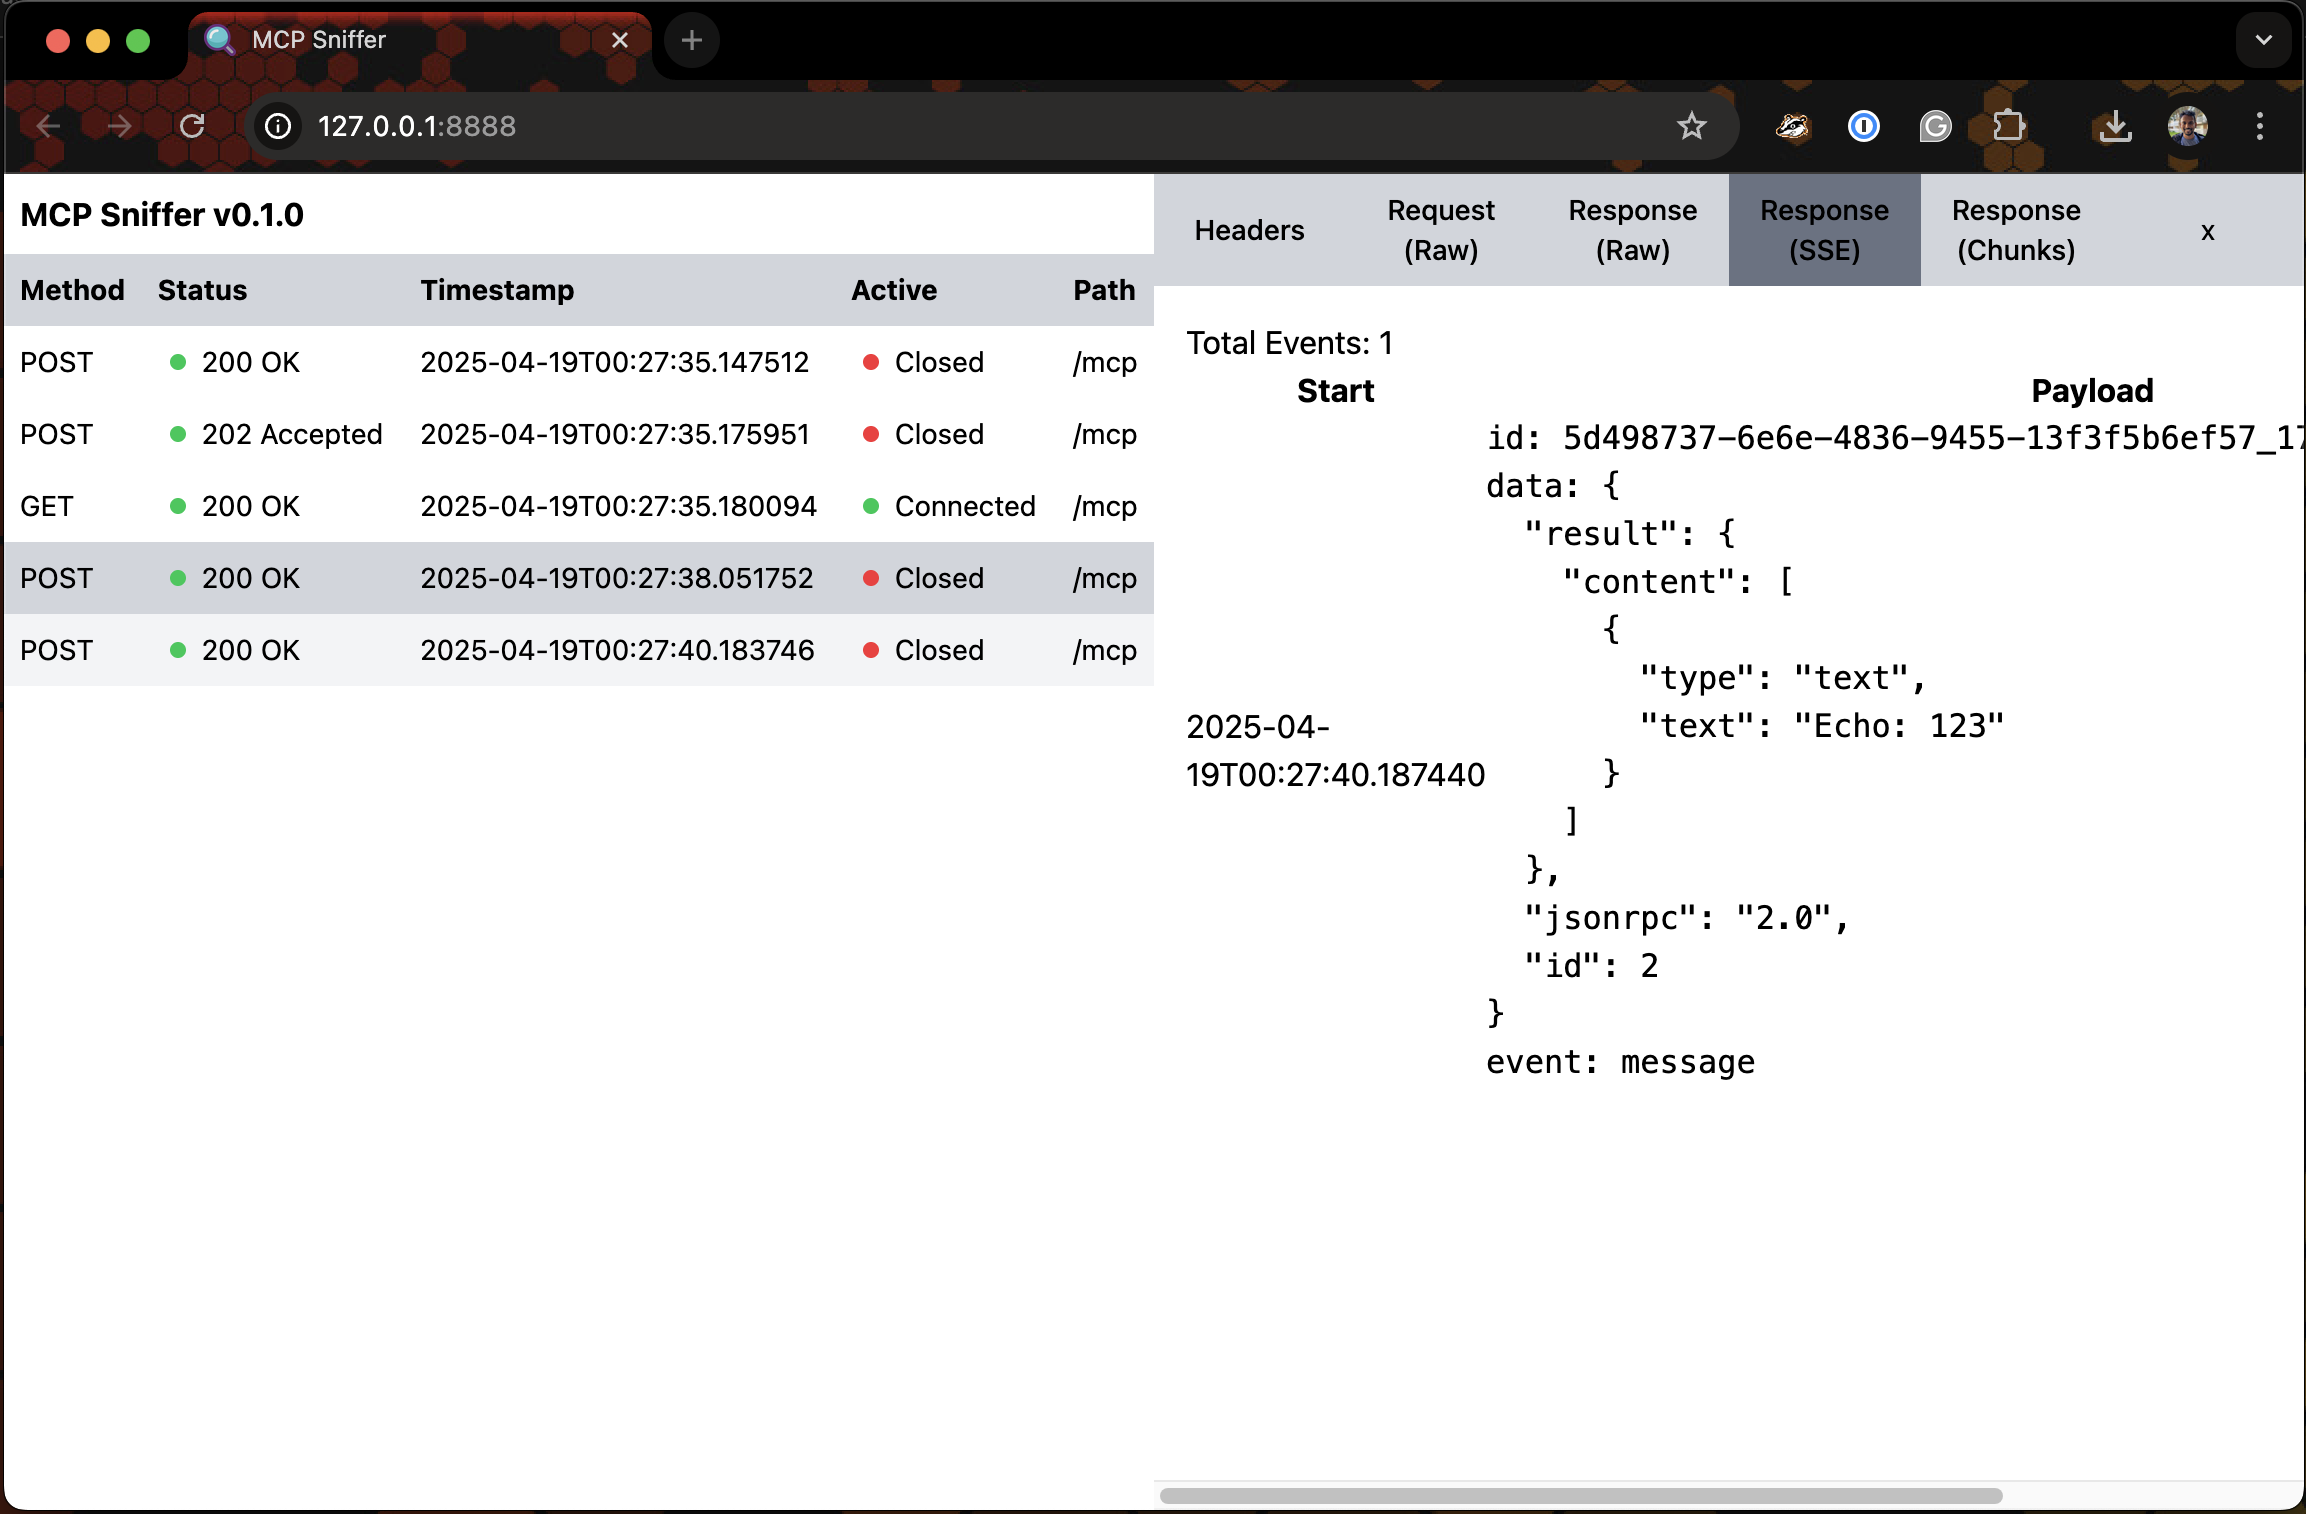 MCP Sniffer
127.0.0.1:8888
MCP Sniffer v0.1.0
Method Status Timestamp Active Path
POST 200 OK 2025-04-19T00:27:35.147512 Closed /mcp
POST 202 Accepted 2025-04-19T00:27:35.175951 Closed /mcp
GET 200 OK 2025-04-19T00:27:35.180094 Connected /mcp
POST 200 OK 2025-04-19T00:27:38.051752 Closed /mcp
POST 200 OK 2025-04-19T00:27:40.183746 Closed /mcp
Headers
Request
(Raw)
Response
(Raw)
Response
(SSE)
Response
(Chunks)
x
Total Events: 1
Start Payload
2025-04-
19T00:27:40.187440
id: 5d498737-6e6e-4836-9455-13f3f5b6ef57_17
data: {
  "result": {
    "content": [
      {
        "type": "text",
        "text": "Echo: 123"
      }
    ]
  },
  "jsonrpc": "2.0",
  "id": 2
}
event: message